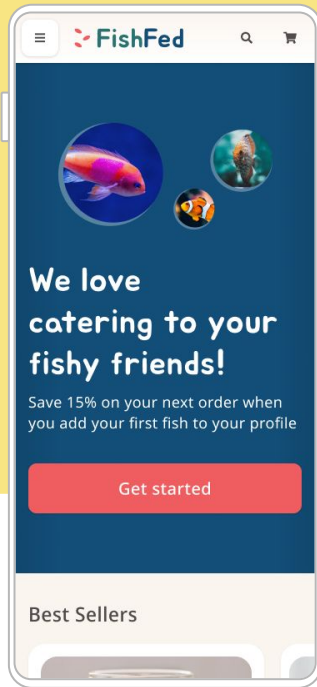 FishFed
We love
catering to your
fishy friends!
Save 15% on your next order when
you add your first fish to your profile
Get started
Best Sellers